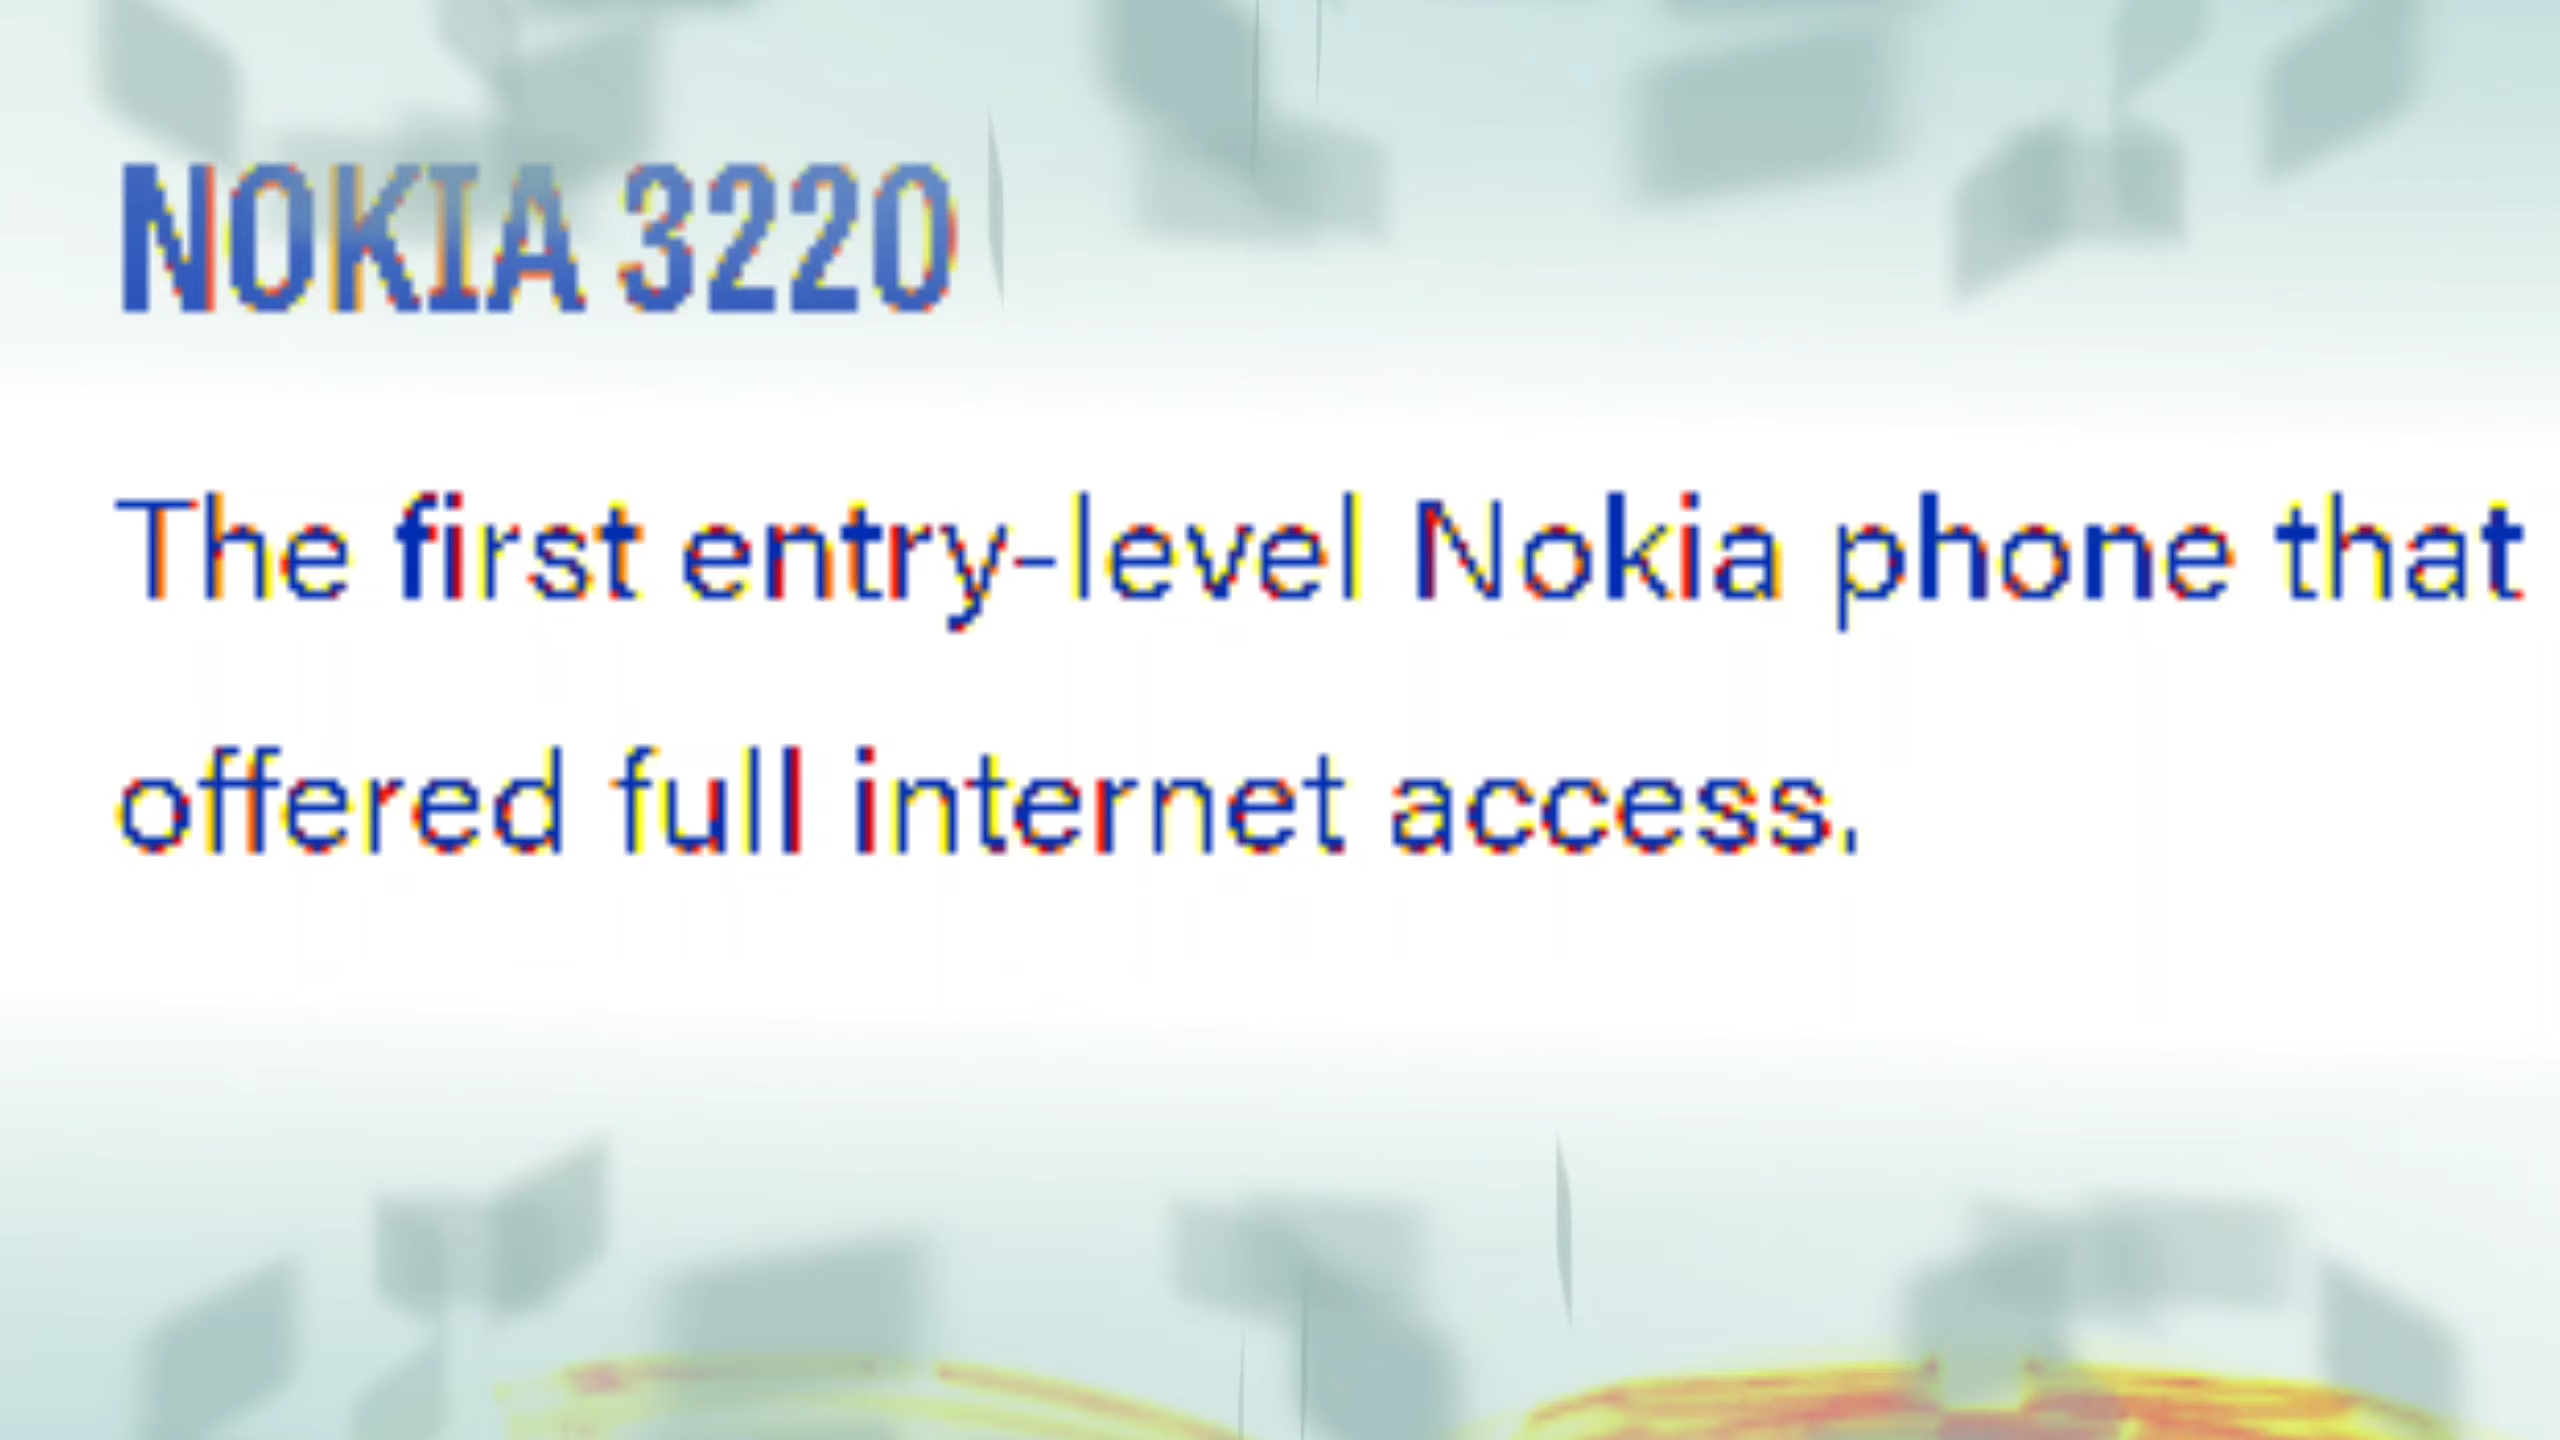 NOKIA 3220
The first entry-level Nokia phone that
offered full internet access.